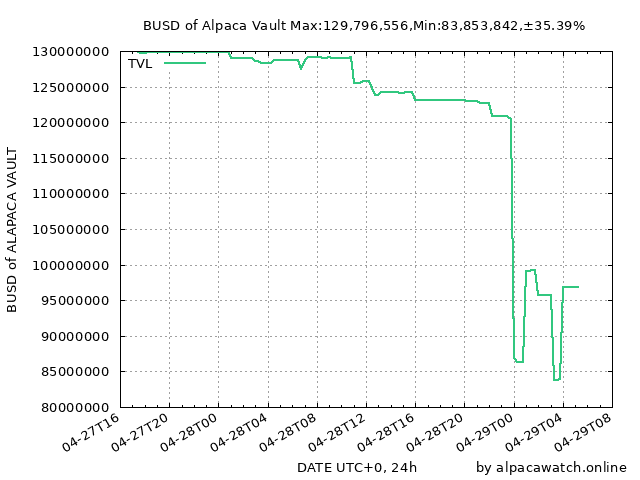 BUSD of Alpaca Vault Max:129,796,556,Min:83,853,842,±35.39%
TVL
BUSD of ALAPACA VAULT
130000000
125000000
120000000
115000000
110000000
105000000
100000000
95000000
90000000
85000000
80000000
04-27T16
04-27T20
04-28T00
04-28T04
04-28T08
04-28T12
04-28T16
04-28T20
04-29T00
04-29T04
04-29T08
DATE UTC+0, 24h
by alpacawatch.online